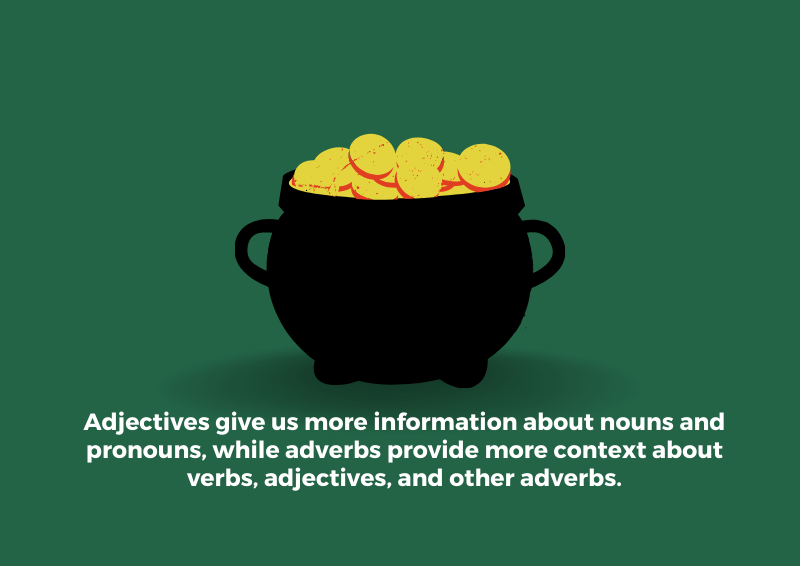 Adjectives give us more information about nouns and
pronouns, while adverbs provide more context about
verbs, adjectives, and other adverbs.